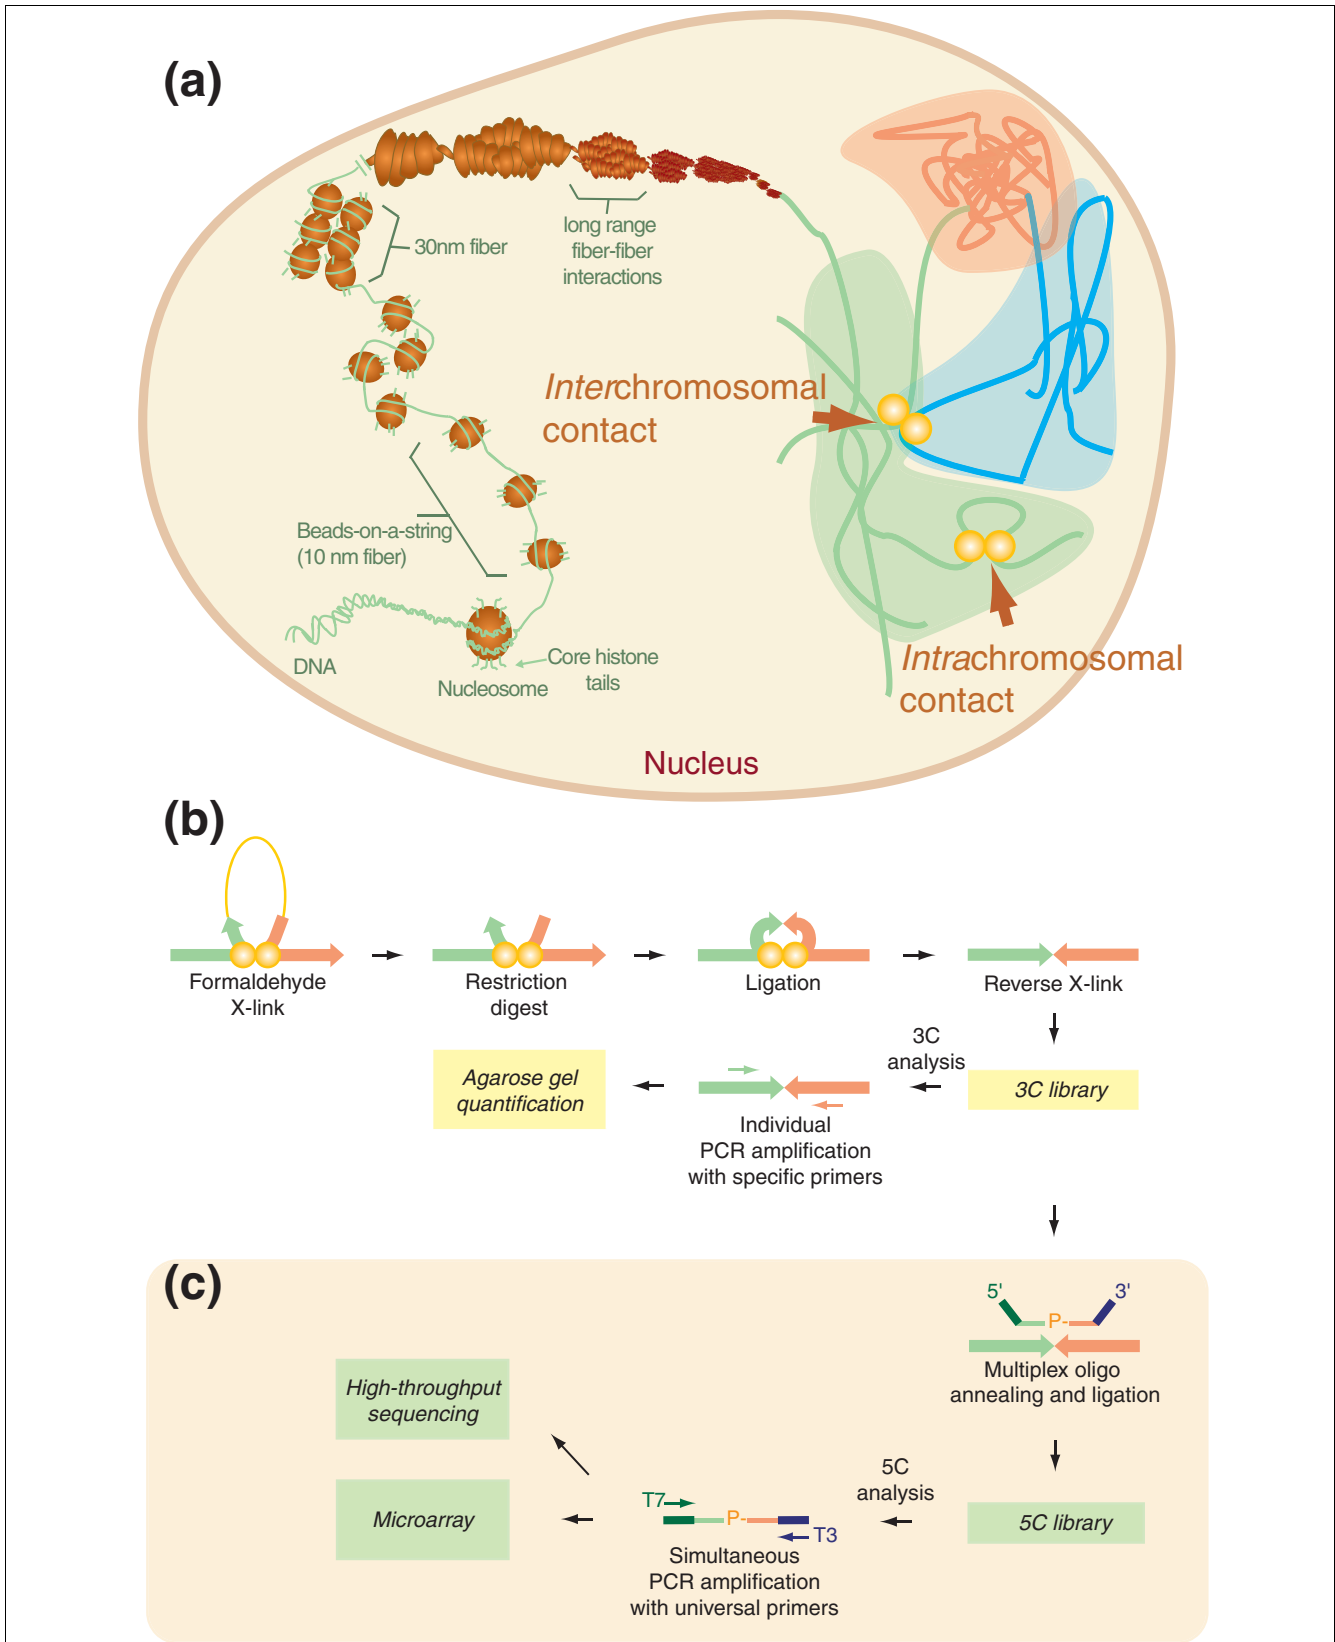 (a)
30nm fiber
long range
fiber-fiber
interactions
Interchromosomal
contact
Beads-on-a-string
(10 nm fiber)
DNA
Nucleosome
Core histone
tails
Intrachromosomal
contact
Nucleus
(b)
Formaldehyde
X-link
Restriction
digest
Ligation
Reverse X-link
3C
analysis
3C library
Individual
PCR amplification
with specific primers
Agarose gel
quantification
(c)
5'
3'
P-
Multiplex oligo
annealing and ligation
5C library
5C
analysis
T7
P-
T3
Simultaneous
PCR amplification
with universal primers
High-throughput
sequencing
Microarray